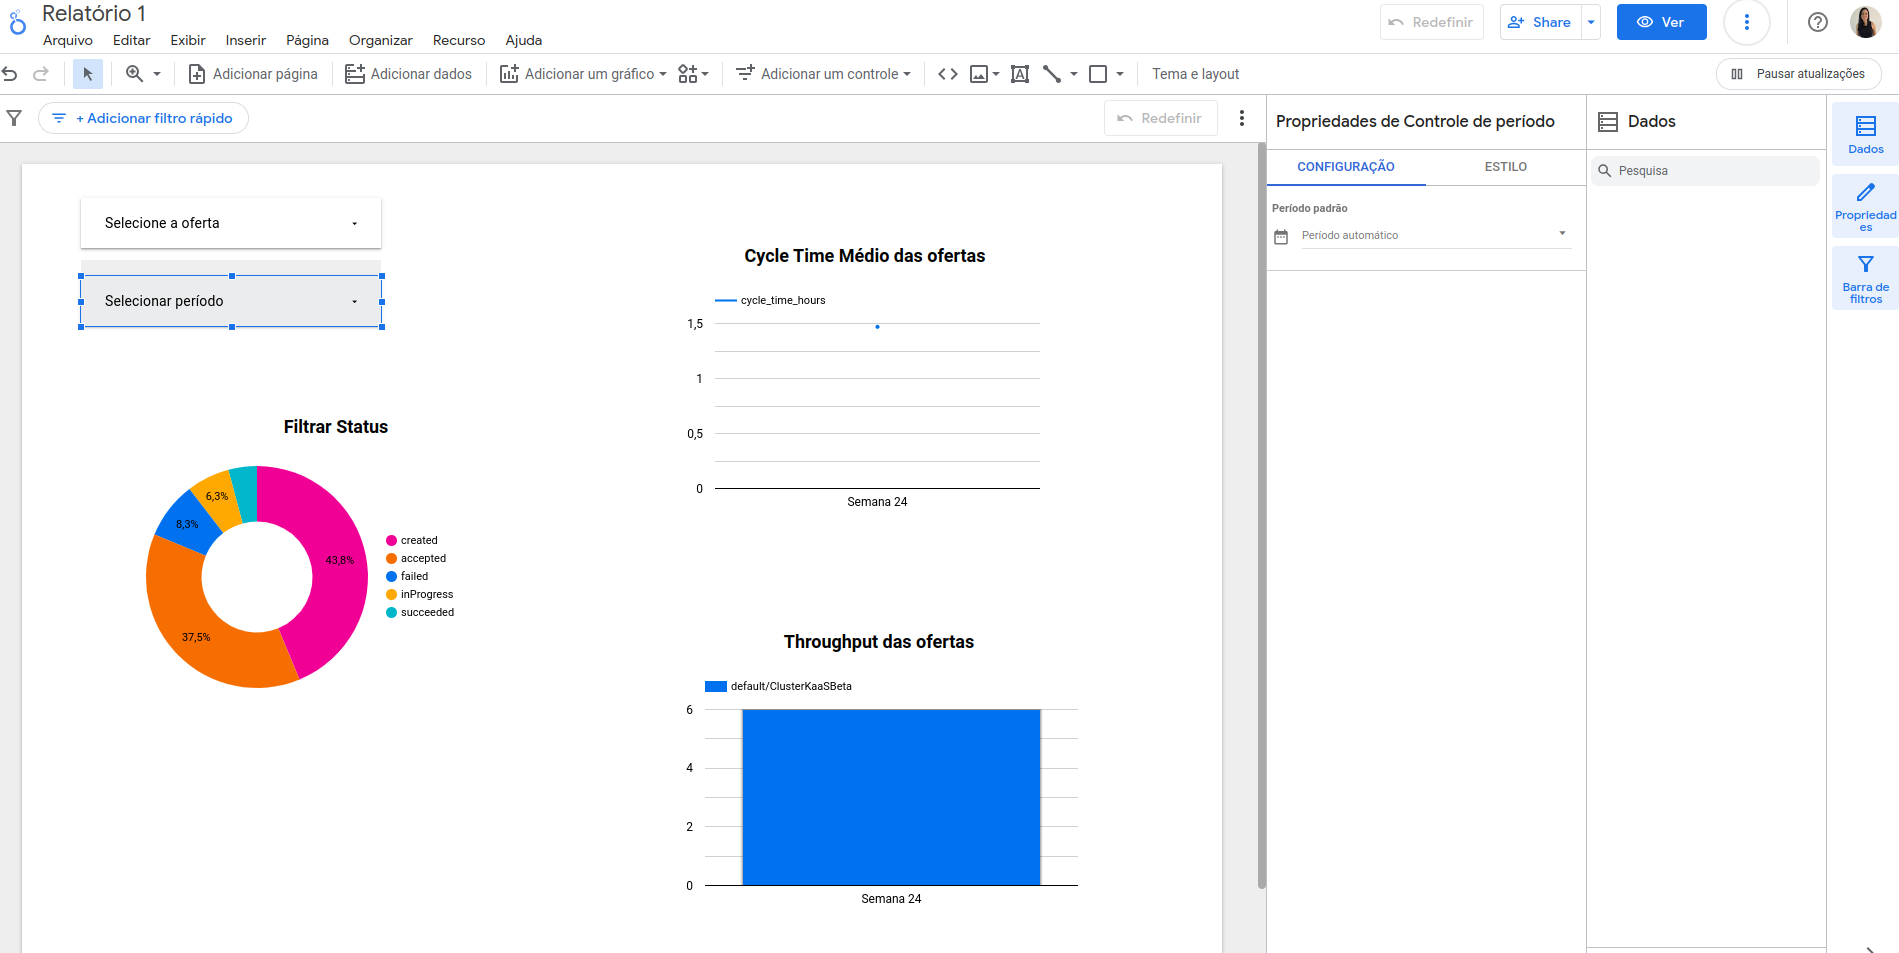 Relatório 1
Arquivo Editar Exibir Inserir Página Organizar Recurso Ajuda
Redefinir
Share
Ver
Adicionar página
Adicionar dados
Adicionar um gráfico
Adicionar um controle
Tema e layout
Pausar atualizações
+ Adicionar filtro rápido
Redefinir
Selecione a oferta
Selecionar período
Filtrar Status
6,3%
8,3%
43,8%
37,5%
created
accepted
failed
inProgress
succeeded
Cycle Time Médio das ofertas
cycle_time_hours
1,5
1
0,5
0
Semana 24
Throughput das ofertas
default/ClusterKaaSBeta
6
4
2
0
Semana 24
Propriedades de Controle de período
CONFIGURAÇÃO ESTILO
Período padrão
Período automático
Dados
Pesquisa
Dados
Propriedad
es
Barra de
filtros